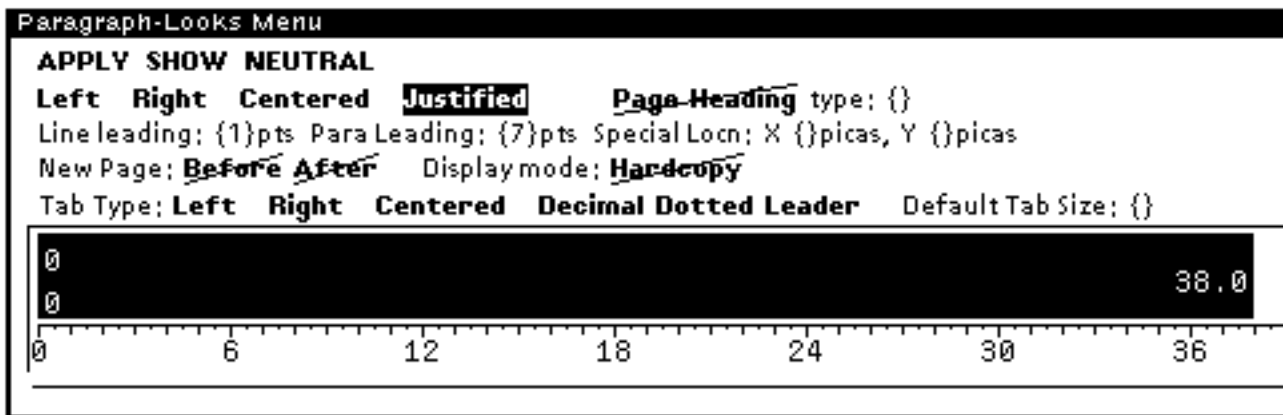 Paragraph-Looks Menu
APPLY SHOW NEUTRAL
Left Right Centered Justified Page-Heading type: {}
Line leading: {1}pts Para Leading: {7}pts Special Locn: X {}picas, Y {}picas
New Page: Before After Display mode: Hardcopy
Tab Type: Left Right Centered Decimal Dotted Leader Default Tab Size: {}
0
38.0
0
0 6 12 18 24 30 36